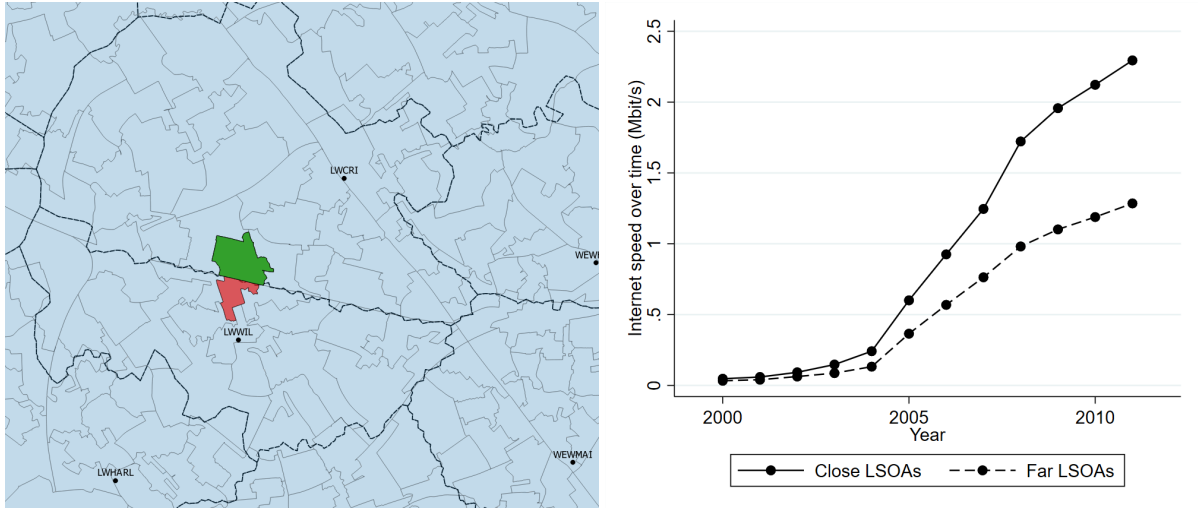 LWCRI
LWWIL
LWHARL
WEWMAI
Internet speed over time (Mbit/s)
2.5
2
1.5
1
.5
0
2000
2005
2010
Year
Close LSOAs
Far LSOAs